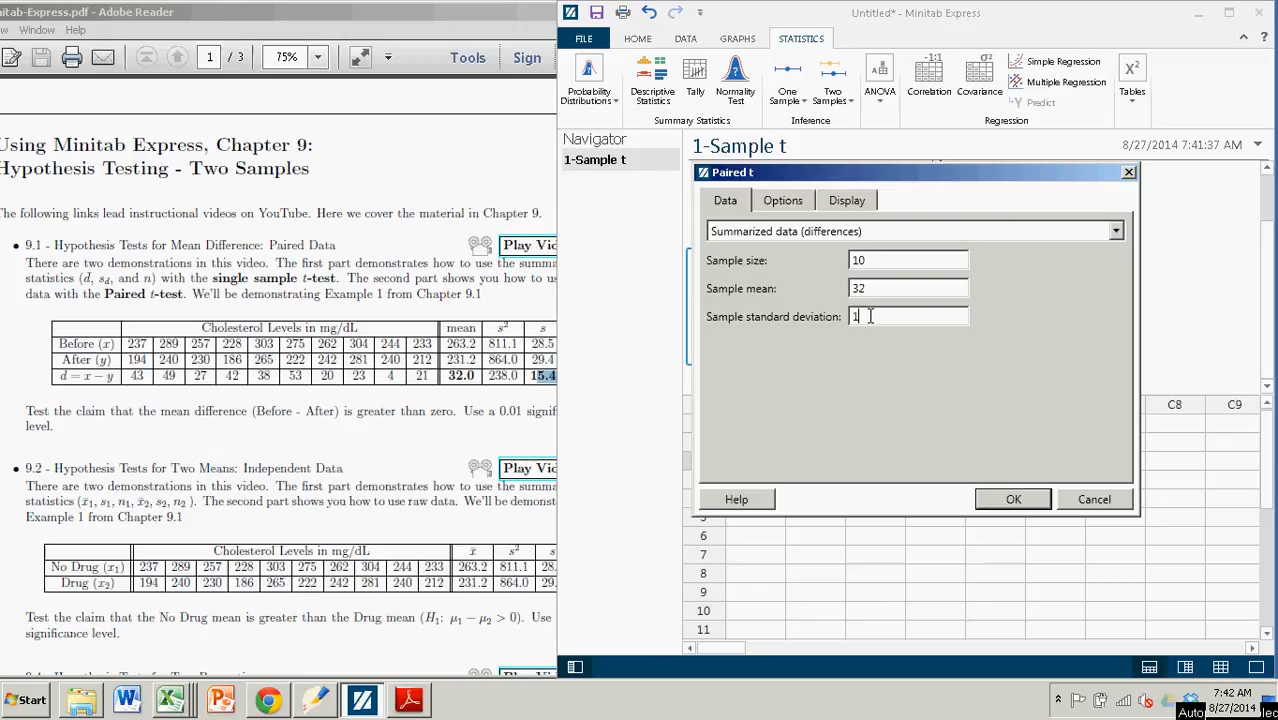 nitab-Express.pdf - Adobe Reader
Window Help
1 / 3 75% Tools Sign
Using Minitab Express, Chapter 9:
Hypothesis Testing - Two Samples
The following links lead instructional videos on YouTube. Here we cover the material in Chapter 9.
• 9.1 - Hypothesis Tests for Mean Difference: Paired Data Play Vid
There are two demonstrations in this video. The first part demonstrates how to use the summa
statistics (d̄, s_d, and n) with the single sample t-test. The second part shows you how to us
data with the Paired t-test. We'll be demonstrating Example 1 from Chapter 9.1
Cholesterol Levels in mg/dL mean s² s
Before (x) 237 289 257 228 303 275 262 304 244 233 263.2 811.1 28.5
After (y) 194 240 230 186 265 222 242 281 240 212 231.2 864.0 29.4
d = x − y 43 49 27 42 38 53 20 23 4 21 32.0 238.0 15.4
Test the claim that the mean difference (Before - After) is greater than zero. Use a 0.01 signifi
level.
• 9.2 - Hypothesis Tests for Two Means: Independent Data Play Vid
There are two demonstrations in this video. The first part demonstrates how to use the summa
statistics (x̄₁, s₁, n₁, x̄₂, s₂, n₂ ). The second part shows you how to use raw data. We'll be demonst
Example 1 from Chapter 9.1
Cholesterol Levels in mg/dL x̄ s² s
No Drug (x₁) 237 289 257 228 303 275 262 304 244 233 263.2 811.1 28.
Drug (x₂) 194 240 230 186 265 222 242 281 240 212 231.2 864.0 29.
Test the claim that the No Drug mean is greater than the Drug mean (H₁: μ₁ − μ₂ > 0). Use
significance level.
Untitled* - Minitab Express
FILE HOME DATA GRAPHS STATISTICS
Probability Distributions Descriptive Statistics Tally Normality Test One Sample Two Samples ANOVA Correlation Covariance Simple Regression Multiple Regression Predict Tables
Summary Statistics Inference Regression
Navigator
1-Sample t
1-Sample t 8/27/2014 7:41:37 AM
Paired t
Data Options Display
Summarized data (differences)
Sample size: 10
Sample mean: 32
Sample standard deviation: 1
Help OK Cancel
C8 C9
6
7
8
9
10
11
Start
7:42 AM
8/27/2014